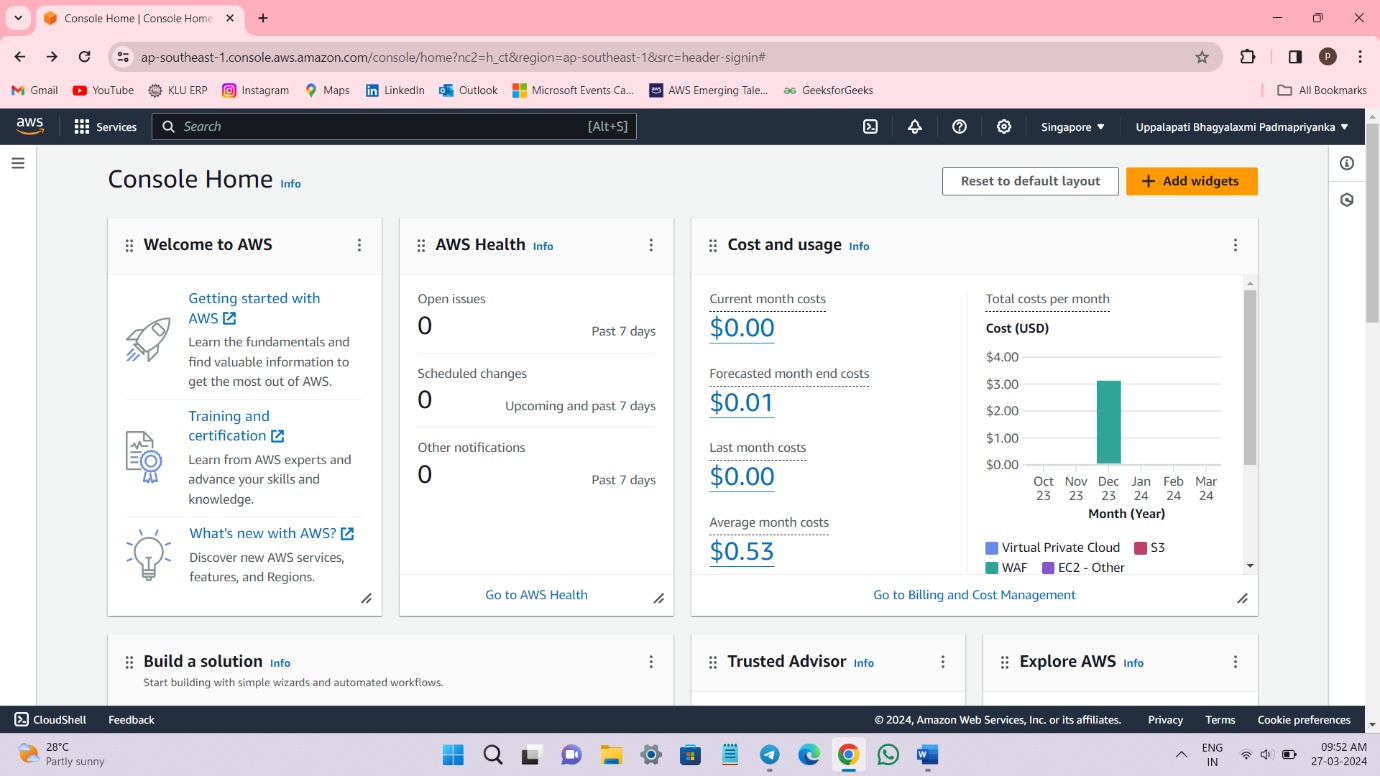 Console Home | Console Home
ap-southeast-1.console.aws.amazon.com/console/home?nc2=h_ct&region=ap-southeast-1&src=header-signin#
p
Gmail
YouTube
KLU ERP
Instagram
Maps
LinkedIn
Outlook
Microsoft Events Ca...
AWS Emerging Tale...
GeeksforGeeks
All Bookmarks
aws
Services
Search
[Alt+S]
Singapore
Uppalapati Bhagyalaxmi Padmapriyanka
Console Home Info
Reset to default layout
Add widgets
Welcome to AWS
Getting started with
AWS
Learn the fundamentals and
find valuable information to
get the most out of AWS.
Training and
certification
Learn from AWS experts and
advance your skills and
knowledge.
What's new with AWS?
Discover new AWS services,
features, and Regions.
AWS Health Info
Open issues
0
Past 7 days
Scheduled changes
0
Upcoming and past 7 days
Other notifications
0
Past 7 days
Go to AWS Health
Cost and usage Info
Current month costs
$0.00
Forecasted month end costs
$0.01
Last month costs
$0.00
Average month costs
$0.53
Total costs per month
Cost (USD)
$4.00
$3.00
$2.00
$1.00
$0.00
Oct Nov Dec Jan Feb Mar
23 23 23 24 24 24
Month (Year)
Virtual Private Cloud S3
WAF EC2 - Other
Go to Billing and Cost Management
Build a solution Info
Start building with simple wizards and automated workflows.
Trusted Advisor Info
Explore AWS Info
CloudShell
Feedback
© 2024, Amazon Web Services, Inc. or its affiliates.
Privacy
Terms
Cookie preferences
28°C
Partly sunny
ENG
IN
09:52 AM
27-03-2024